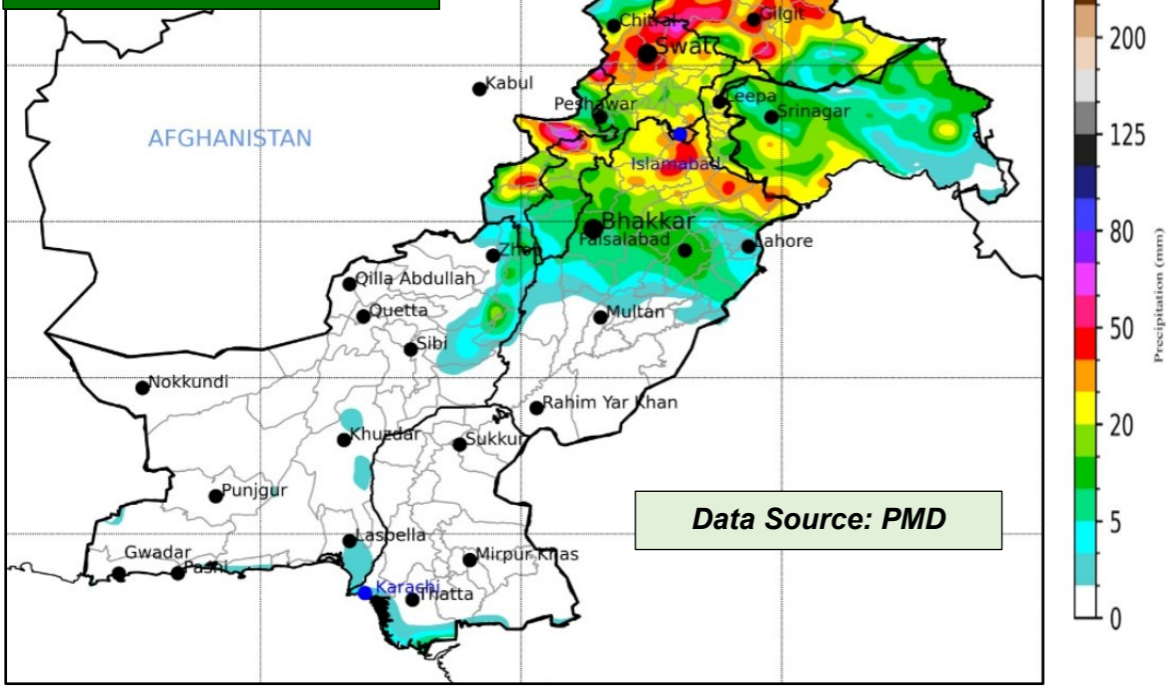 Chitral
Gilgit
Swat
Kabul
Leepa
Peshawar
Srinagar
AFGHANISTAN
Islamabad
Bhakkar
Faisalabad
Lahore
Zhob
Qilla Abdullah
Quetta
Multan
Sibi
Nokkundi
Rahim Yar Khan
Khuzdar
Sukkur
Punjgur
Data Source: PMD
Lasbella
Gwadar
Mirpur Khas
Pasni
Karachi
Thatta
200
125
80
50
20
5
0
Precipitation (mm)